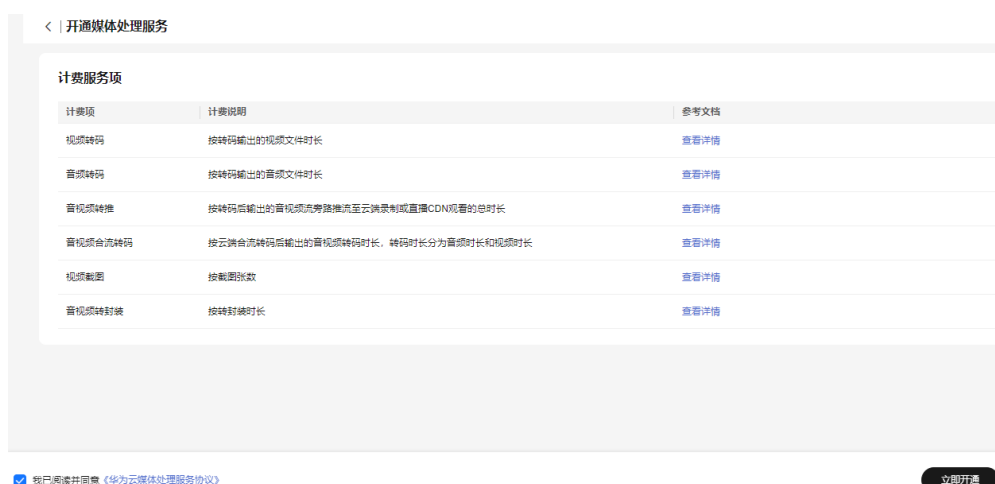 < | 开通媒体处理服务
计费服务项
计费项 计费说明 参考文档
视频转码 按转码输出的视频文件时长 查看详情
音频转码 按转码输出的音频文件时长 查看详情
音视频转推 按转码后输出的音视频流旁路推流至云端录制或直播CDN观看的总时长 查看详情
音视频合流转码 按云端合流转码后输出的音视频转码时长，转码时长分为音频时长和视频时长 查看详情
视频截图 按截图张数 查看详情
音视频转封装 按转封装时长 查看详情
我已阅读并同意《华为云媒体处理服务协议》 立即开通